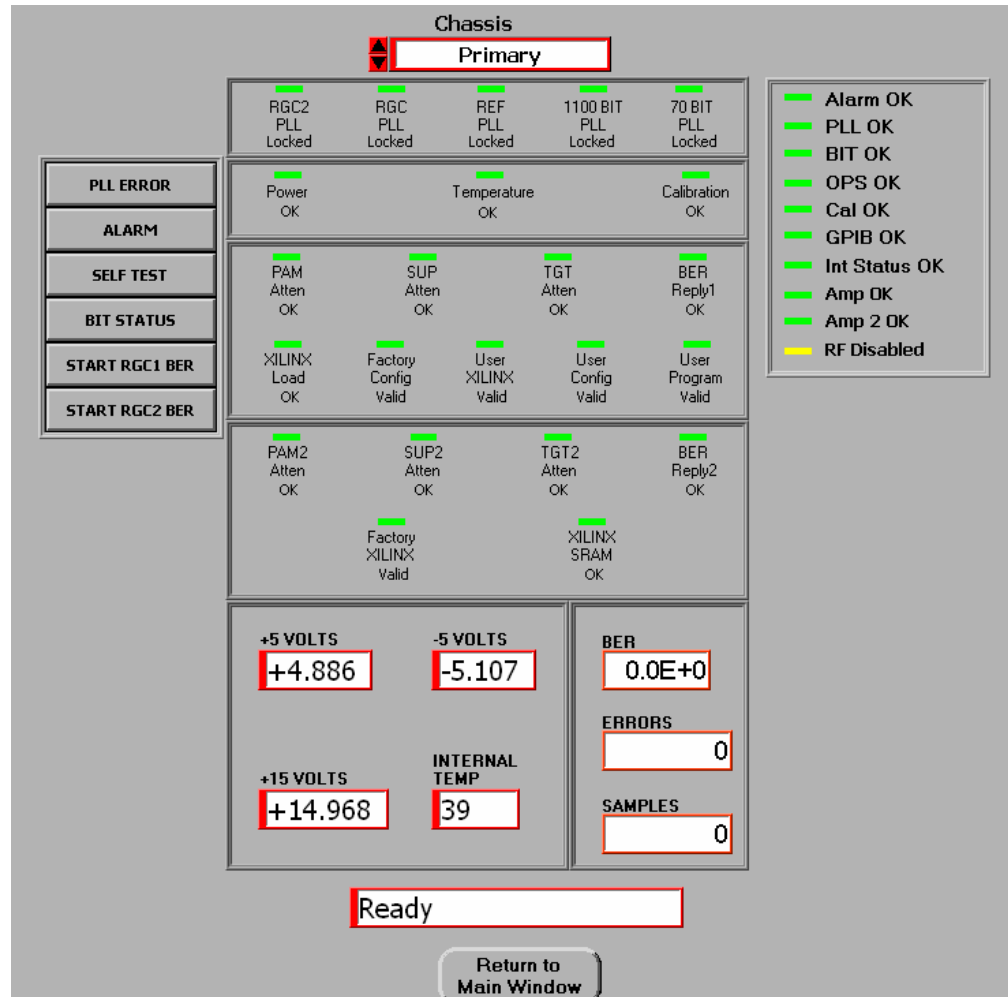 Chassis
Primary
RGC2
PLL
Locked
RGC
PLL
Locked
REF
PLL
Locked
1100 BIT
PLL
Locked
70 BIT
PLL
Locked
Power
OK
Temperature
OK
Calibration
OK
PAM
Atten
OK
SUP
Atten
OK
TGT
Atten
OK
BER
Reply1
OK
XILINX
Load
OK
Factory
Config
Valid
User
XILINX
Valid
User
Config
Valid
User
Program
Valid
PAM2
Atten
OK
SUP2
Atten
OK
TGT2
Atten
OK
BER
Reply2
OK
Factory
XILINX
Valid
XILINX
SRAM
OK
PLL ERROR
ALARM
SELF TEST
BIT STATUS
START RGC1 BER
START RGC2 BER
Alarm OK
PLL OK
BIT OK
OPS OK
Cal OK
GPIB OK
Int Status OK
Amp OK
Amp 2 OK
RF Disabled
+5 VOLTS
+4.886
-5 VOLTS
-5.107
+15 VOLTS
+14.968
INTERNAL
TEMP
39
BER
0.0E+0
ERRORS
0
SAMPLES
0
Ready
Return to
Main Window